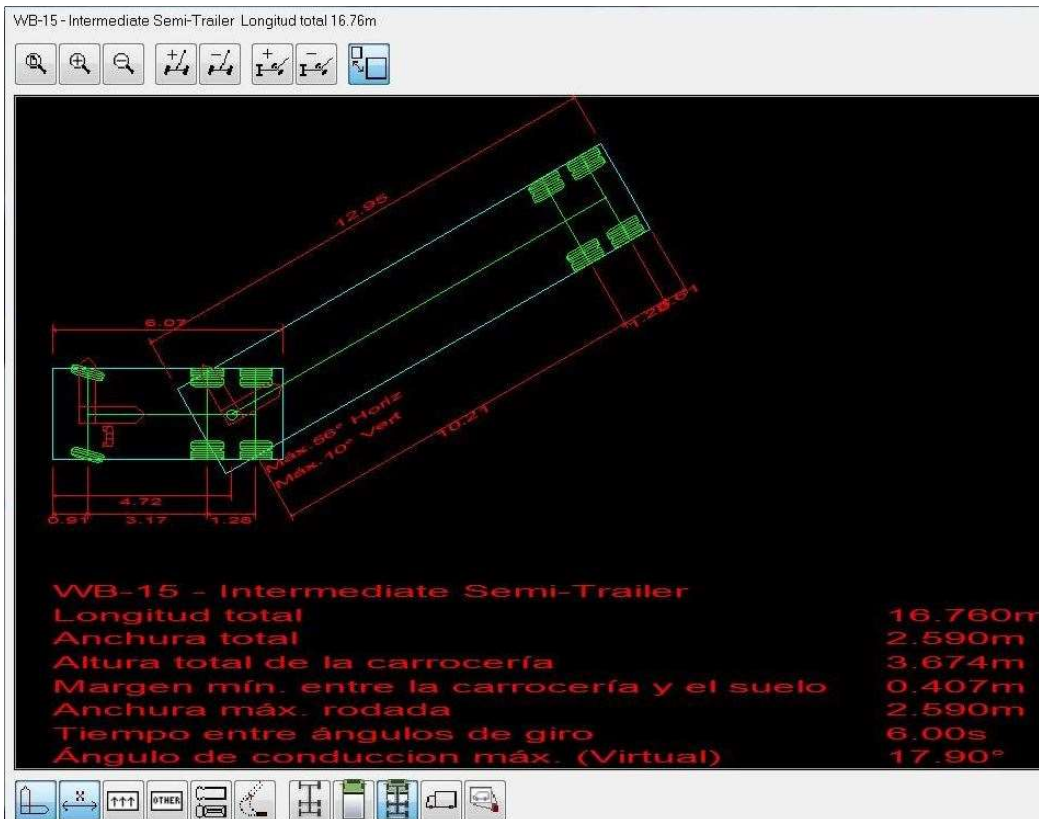 WB-15 - Intermediate Semi-Trailer Longitud total 16.76m
12.95
6.07
1.28
10.21
Máx.56° Horiz
Máx.10° Vert
4.72
0.91 3.17 1.28
WB-15 - Intermediate Semi-Trailer
Longitud total 16.760m
Anchura total 2.590m
Altura total de la carrocería 3.674m
Margen mín. entre la carrocería y el suelo 0.407m
Anchura máx. rodada 2.590m
Tiempo entre ángulos de giro 6.00s
Ángulo de conduccion máx. (Virtual) 17.90°
X
OTHER